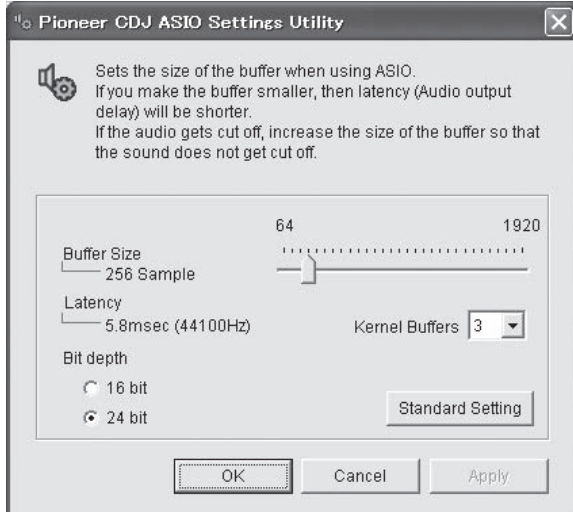 Pioneer CDJ ASIO Settings Utility
Sets the size of the buffer when using ASIO.
If you make the buffer smaller, then latency (Audio output
delay) will be shorter.
If the audio gets cut off, increase the size of the buffer so that
the sound does not get cut off.
64 1920
Buffer Size
256 Sample
Latency
5.8msec (44100Hz)
Kernel Buffers 3
Bit depth
16 bit
24 bit
Standard Setting
OK Cancel Apply